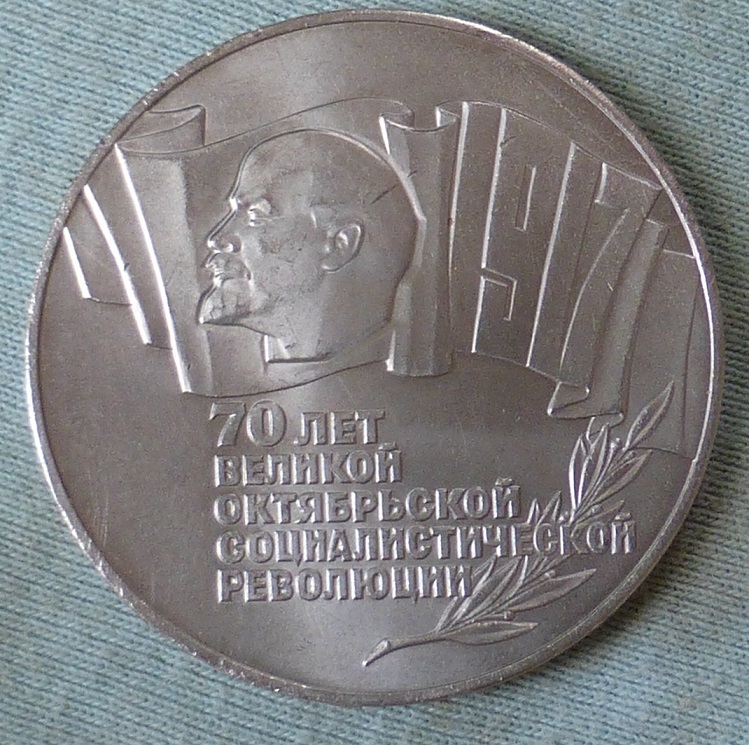 1917
70 ЛЕТ
ВЕЛИКОЙ
ОКТЯБРЬСКОЙ
СОЦИАЛИСТИЧЕСКОЙ
РЕВОЛЮЦИИ